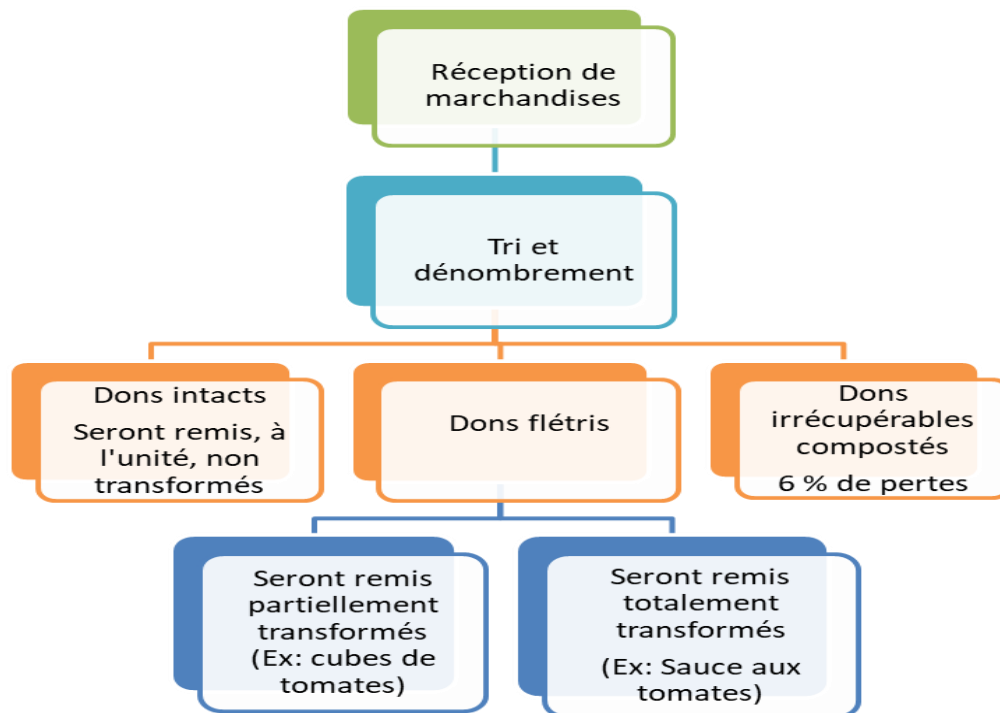 Réception de
marchandises
Tri et
dénombrement
Dons intacts
Seront remis, à
l'unité, non
transformés
Dons flétris
Dons
irrécupérables
compostés
6 % de pertes
Seront remis
partiellement
transformés
(Ex: cubes de
tomates)
Seront remis
totalement
transformés
(Ex: Sauce aux
tomates)